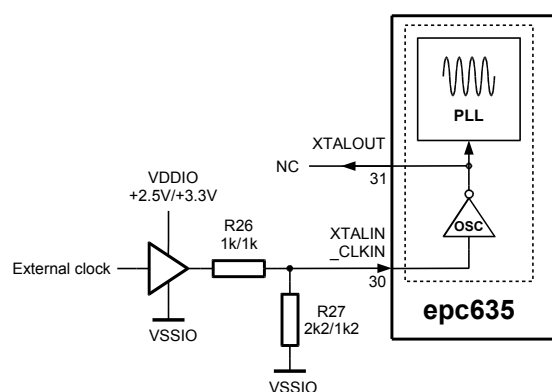 PLL
XTALOUT
NC
31
VDDIO
+2.5V/+3.3V
OSC
R26
1k/1k
XTALIN
_CLKIN
External clock
30
epc635
R27
2k2/1k2
VSSIO
VSSIO